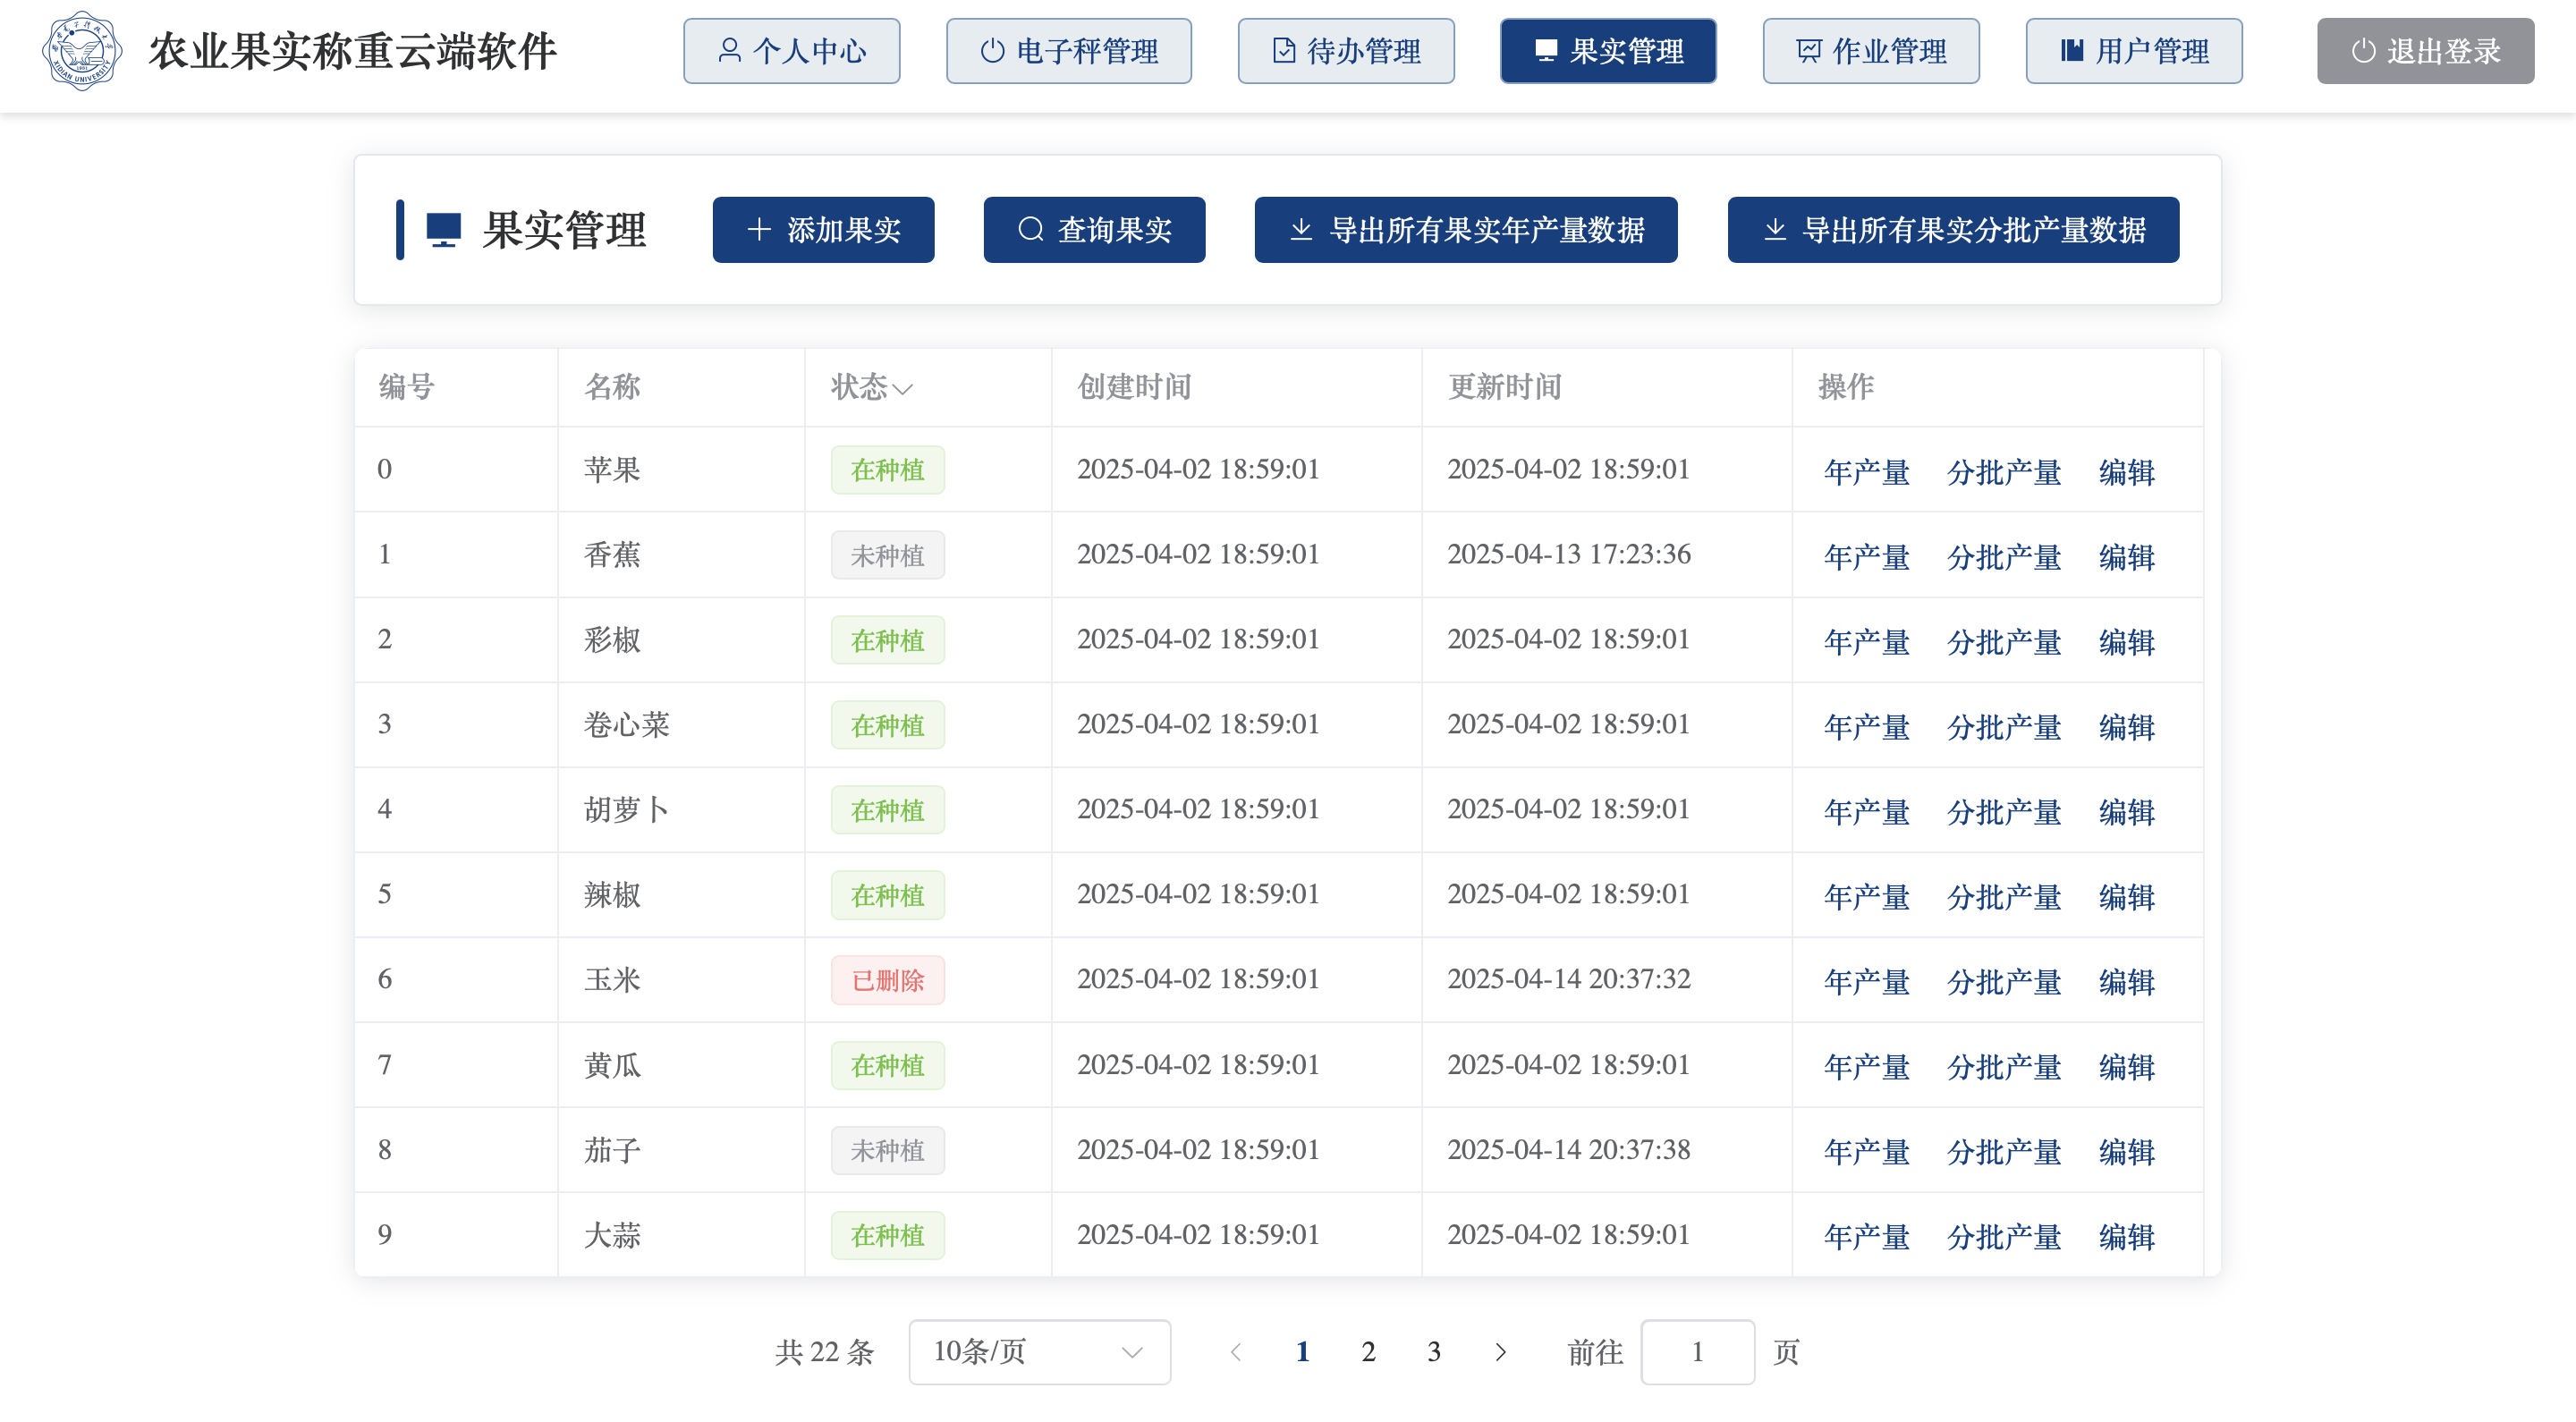 农业果实称重云端软件 个人中心 电子秤管理 待办管理 果实管理 作业管理 用户管理 退出登录
XIDIAN UNIVERSITY
果实管理 添加果实 查询果实 导出所有果实年产量数据 导出所有果实分批产量数据
编号 名称 状态 创建时间 更新时间 操作
0 苹果 在种植 2025-04-02 18:59:01 2025-04-02 18:59:01 年产量 分批产量 编辑
1 香蕉 未种植 2025-04-02 18:59:01 2025-04-13 17:23:36 年产量 分批产量 编辑
2 彩椒 在种植 2025-04-02 18:59:01 2025-04-02 18:59:01 年产量 分批产量 编辑
3 卷心菜 在种植 2025-04-02 18:59:01 2025-04-02 18:59:01 年产量 分批产量 编辑
4 胡萝卜 在种植 2025-04-02 18:59:01 2025-04-02 18:59:01 年产量 分批产量 编辑
5 辣椒 在种植 2025-04-02 18:59:01 2025-04-02 18:59:01 年产量 分批产量 编辑
6 玉米 已删除 2025-04-02 18:59:01 2025-04-14 20:37:32 年产量 分批产量 编辑
7 黄瓜 在种植 2025-04-02 18:59:01 2025-04-02 18:59:01 年产量 分批产量 编辑
8 茄子 未种植 2025-04-02 18:59:01 2025-04-14 20:37:38 年产量 分批产量 编辑
9 大蒜 在种植 2025-04-02 18:59:01 2025-04-02 18:59:01 年产量 分批产量 编辑
共 22 条 10条/页 1 2 3 前往 1 页